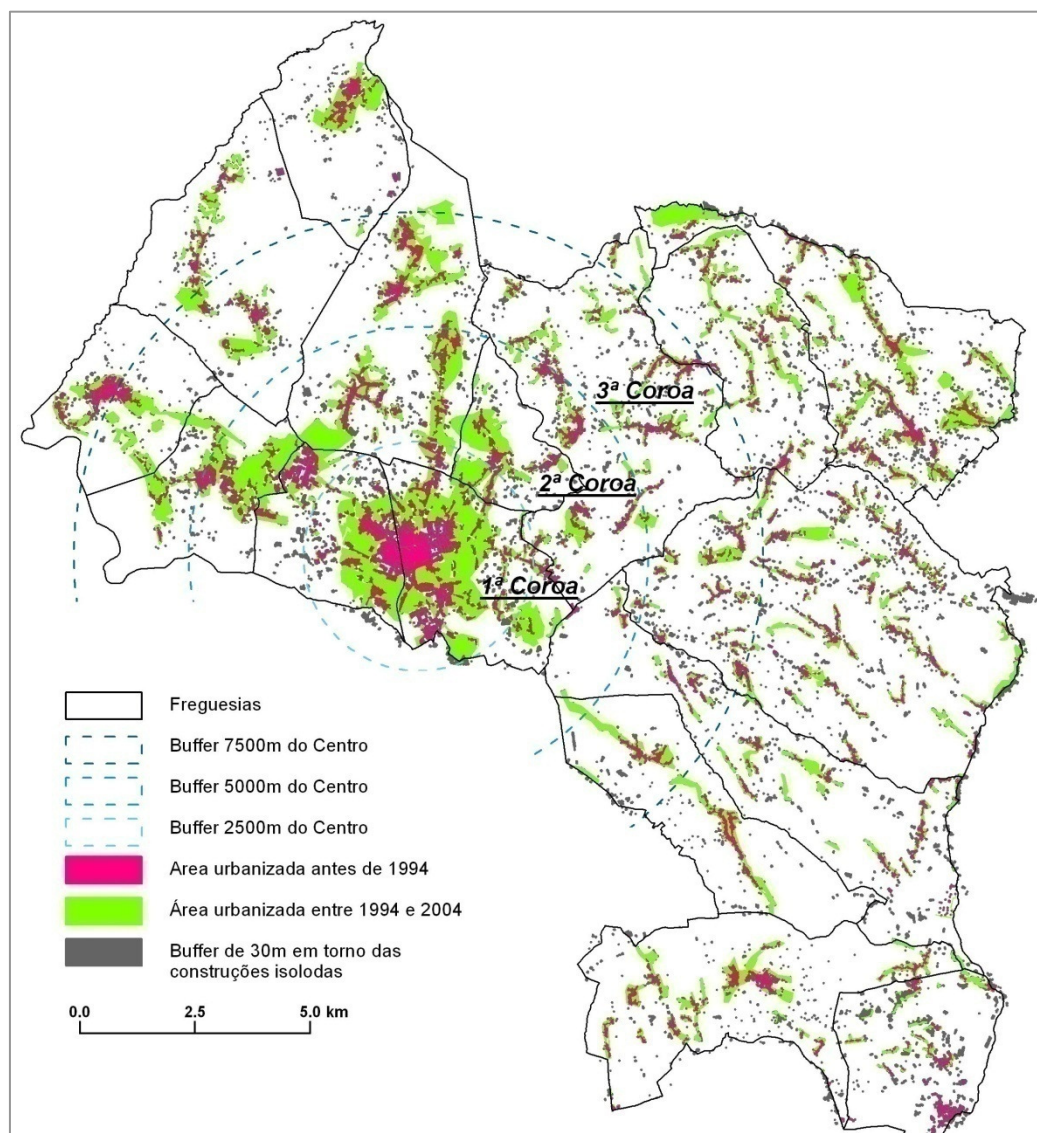 3ª Coroa
2ª Coroa
1ª Coroa
Freguesias
Buffer 7500m do Centro
Buffer 5000m do Centro
Buffer 2500m do Centro
Area urbanizada antes de 1994
Área urbanizada entre 1994 e 2004
Buffer de 30m em torno das
construções isolodas
0.0 2.5 5.0 km